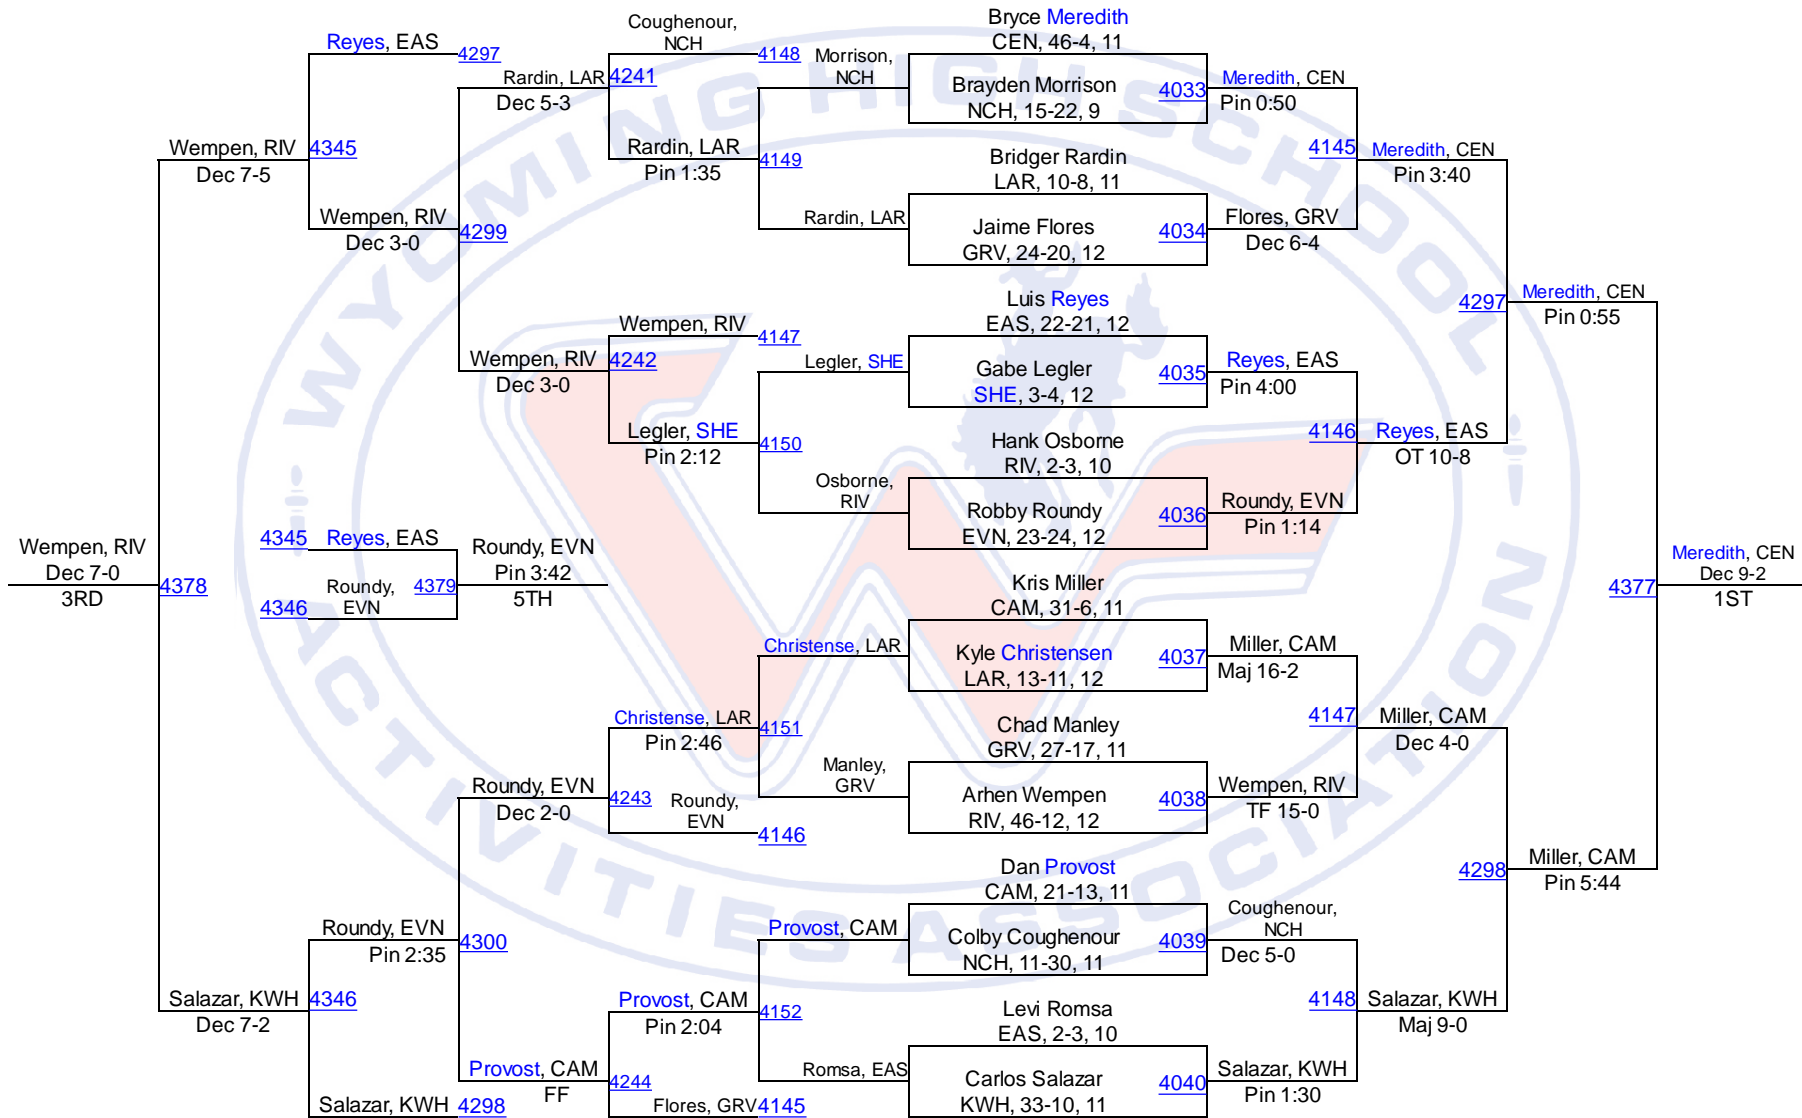 WYOMING HIGH SCHOOL
ACTIVITIES ASSOCIATION
Bryce Meredith
CEN, 46-4, 11
Brayden Morrison
NCH, 15-22, 9
4033
Meredith, CEN
Pin 0:50
Bridger Rardin
LAR, 10-8, 11
Jaime Flores
GRV, 24-20, 12
4034
Flores, GRV
Dec 6-4
4145
Meredith, CEN
Pin 3:40
Luis Reyes
EAS, 22-21, 12
Gabe Legler
SHE, 3-4, 12
4035
Reyes, EAS
Pin 4:00
Hank Osborne
RIV, 2-3, 10
Robby Roundy
EVN, 23-24, 12
4036
Roundy, EVN
Pin 1:14
4146
Reyes, EAS
OT 10-8
4297
Meredith, CEN
Pin 0:55
Kris Miller
CAM, 31-6, 11
Kyle Christensen
LAR, 13-11, 12
4037
Miller, CAM
Maj 16-2
Chad Manley
GRV, 27-17, 11
Arhen Wempen
RIV, 46-12, 12
4038
Wempen, RIV
TF 15-0
4147
Miller, CAM
Dec 4-0
Dan Provost
CAM, 21-13, 11
Colby Coughenour
NCH, 11-30, 11
4039
Coughenour,
NCH
Dec 5-0
Levi Romsa
EAS, 2-3, 10
Carlos Salazar
KWH, 33-10, 11
4040
Salazar, KWH
Pin 1:30
4148
Salazar, KWH
Maj 9-0
4298
Miller, CAM
Pin 5:44
4377
Meredith, CEN
Dec 9-2
1ST
Morrison,
NCH
Rardin, LAR
4149
Rardin, LAR
Pin 1:35
Coughenour,
NCH
4148
4241
Rardin, LAR
Dec 5-3
Legler, SHE
Osborne,
RIV
4150
Legler, SHE
Pin 2:12
Wempen, RIV
4147
4242
Wempen, RIV
Dec 3-0
4299
Wempen, RIV
Dec 3-0
Reyes, EAS
4297
4345
Wempen, RIV
Dec 7-5
Christense, LAR
Manley,
GRV
4151
Christense, LAR
Pin 2:46
Roundy,
EVN
4146
4243
Roundy, EVN
Dec 2-0
Provost, CAM
Romsa, EAS
4152
Provost, CAM
Pin 2:04
Flores, GRV
4145
4244
Provost, CAM
FF
4300
Roundy, EVN
Pin 2:35
Salazar, KWH
4298
4346
Salazar, KWH
Dec 7-2
4378
Wempen, RIV
Dec 7-0
3RD
4345
Reyes, EAS
4346
Roundy,
EVN
4379
Roundy, EVN
Pin 3:42
5TH